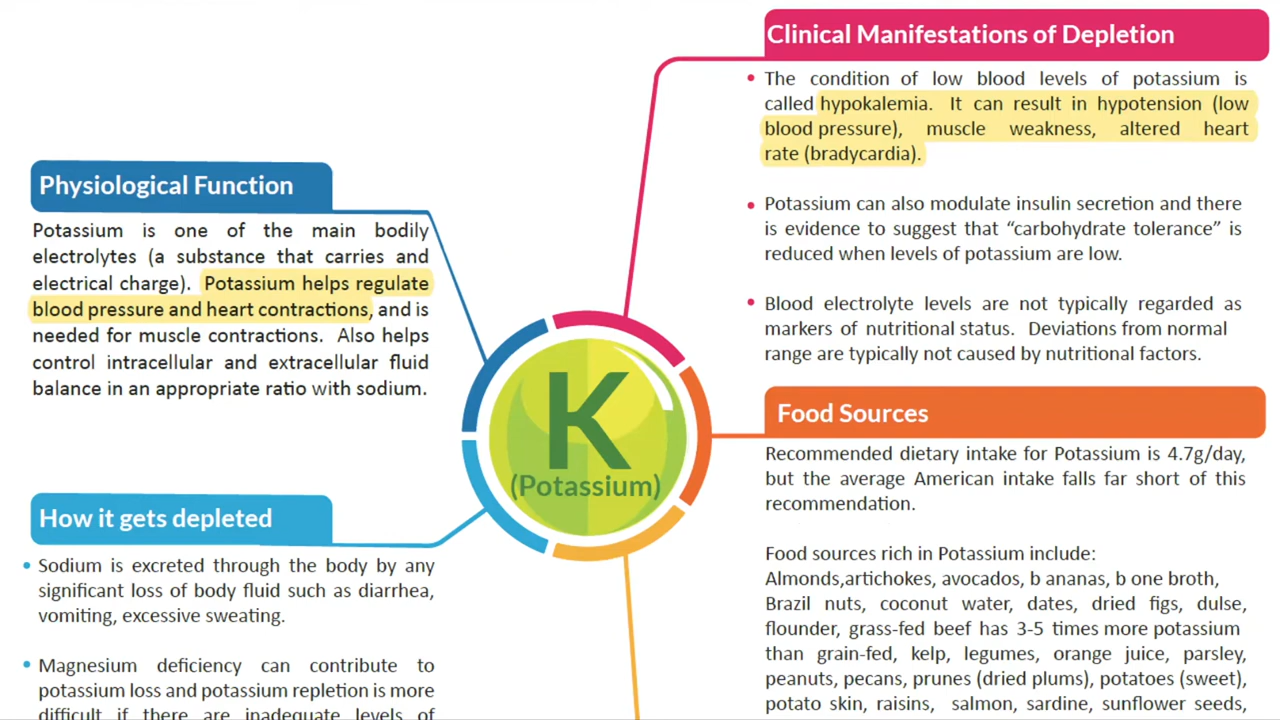 Clinical Manifestations of Depletion
The condition of low blood levels of potassium is
called hypokalemia. It can result in hypotension (low
blood pressure), muscle weakness, altered heart
rate (bradycardia).
Potassium can also modulate insulin secretion and there
is evidence to suggest that “carbohydrate tolerance” is
reduced when levels of potassium are low.
Blood electrolyte levels are not typically regarded as
markers of nutritional status. Deviations from normal
range are typically not caused by nutritional factors.
Physiological Function
Potassium is one of the main bodily
electrolytes (a substance that carries and
electrical charge). Potassium helps regulate
blood pressure and heart contractions, and is
needed for muscle contractions. Also helps
control intracellular and extracellular fluid
balance in an appropriate ratio with sodium.
K
(Potassium)
Food Sources
Recommended dietary intake for Potassium is 4.7g/day,
but the average American intake falls far short of this
recommendation.
Food sources rich in Potassium include:
Almonds,artichokes, avocados, b ananas, b one broth,
Brazil nuts, coconut water, dates, dried figs, dulse,
flounder, grass-fed beef has 3-5 times more potassium
than grain-fed, kelp, legumes, orange juice, parsley,
peanuts, pecans, prunes (dried plums), potatoes (sweet),
potato skin, raisins, salmon, sardine, sunflower seeds,
How it gets depleted
Sodium is excreted through the body by any
significant loss of body fluid such as diarrhea,
vomiting, excessive sweating.
Magnesium deficiency can contribute to
potassium loss and potassium repletion is more
difficult if there are inadequate levels of